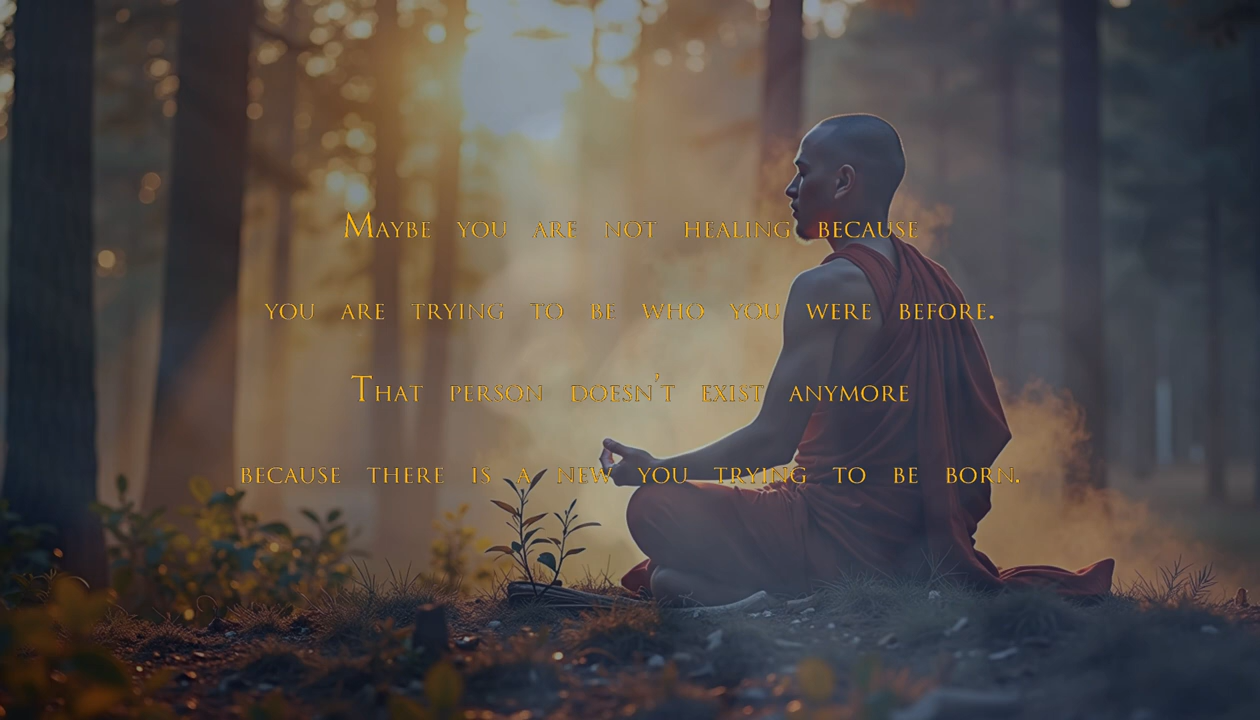 Maybe you are not healing because
you are trying to be who you were before.
That person doesn't exist anymore
because there is a new you trying to be born.